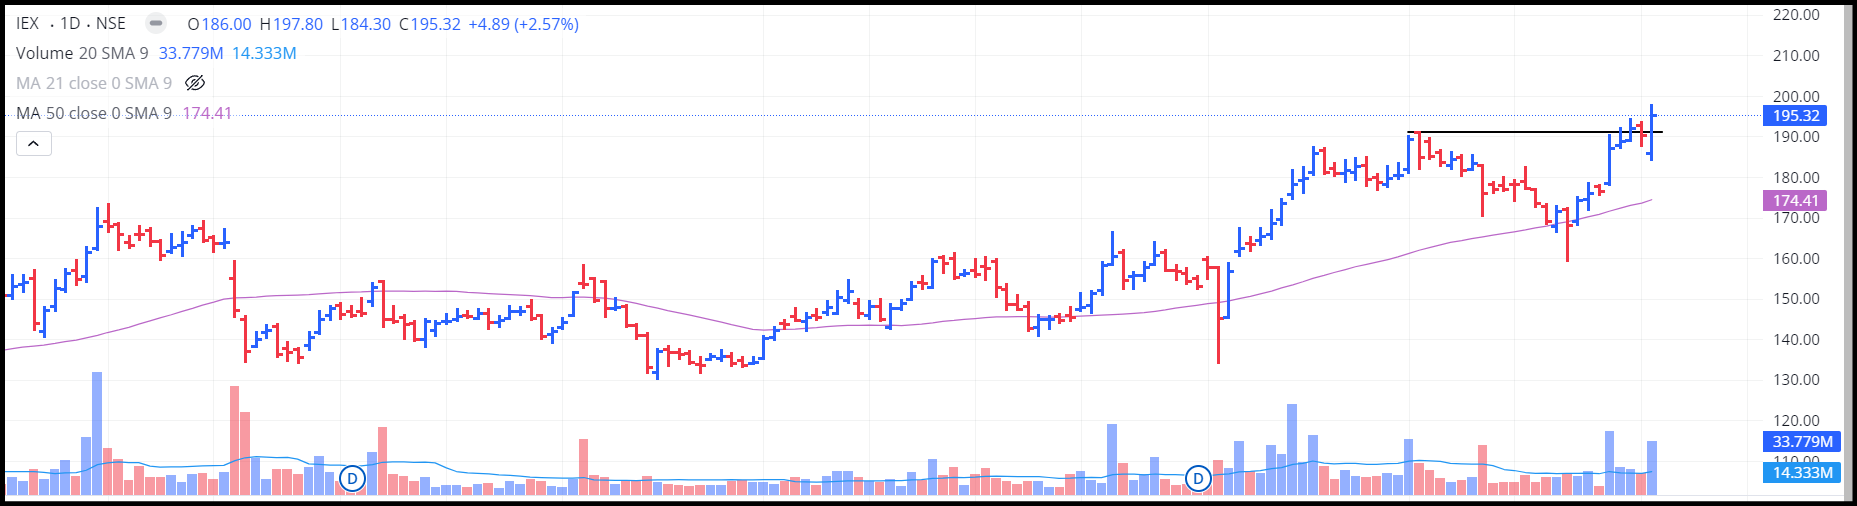 IEX · 1D · NSE O186.00 H197.80 L184.30 C195.32 +4.89 (+2.57%)
Volume 20 SMA 9 33.779M 14.333M
MA 21 close 0 SMA 9
MA 50 close 0 SMA 9 174.41
220.00
210.00
200.00
195.32
190.00
180.00
174.41
170.00
160.00
150.00
140.00
130.00
120.00
33.779M
110.00
14.333M
D
D